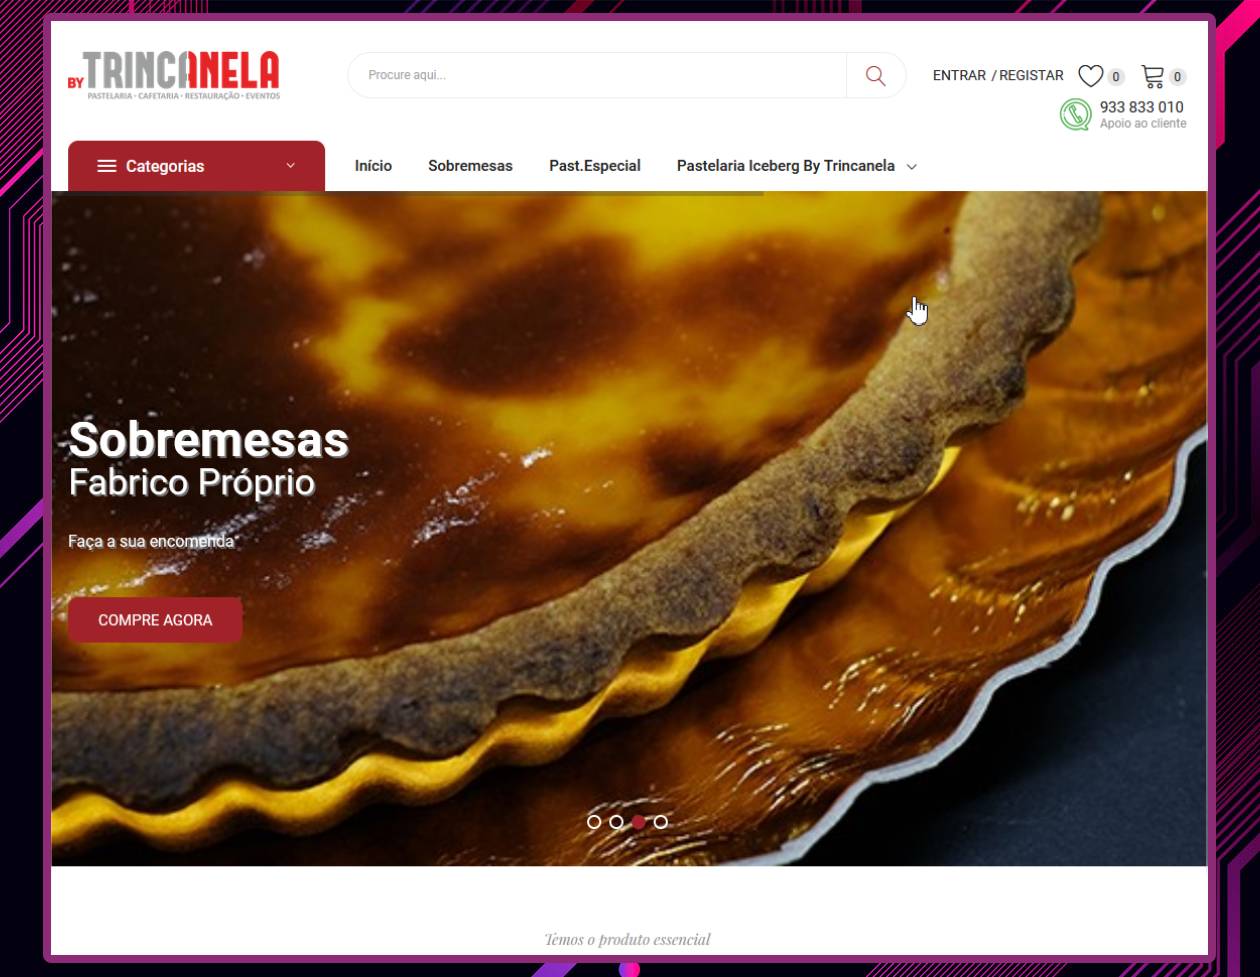 BY TRINCANELA
PASTELARIA • CAFETARIA • RESTAURAÇÃO • EVENTOS
Procure aqui...
ENTRAR / REGISTAR
0
0
933 833 010
Apoio ao cliente
Categorias
Início
Sobremesas
Past.Especial
Pastelaria Iceberg By Trincanela
Sobremesas
Fabrico Próprio
Faça a sua encomenda"
COMPRE AGORA
Temos o produto essencial